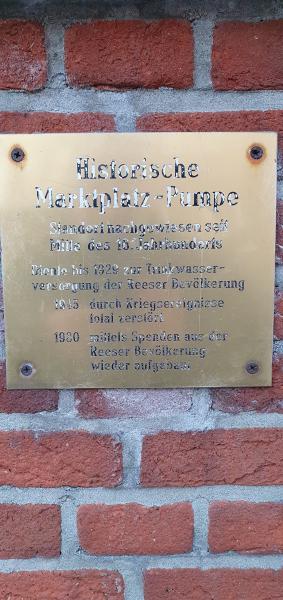 Historische
Marktplatz-Pumpe
Standort nachgewiesen seit
Mitte des 16. Jahrhunderts
Diente bis 1929 zur Trinkwasser-
versorgung der Reeser Bevölkerung
1945 durch Kriegsereignisse
total zerstört
1980 mittels Spenden aus der
Reeser Bevölkerung
wieder aufgebaut